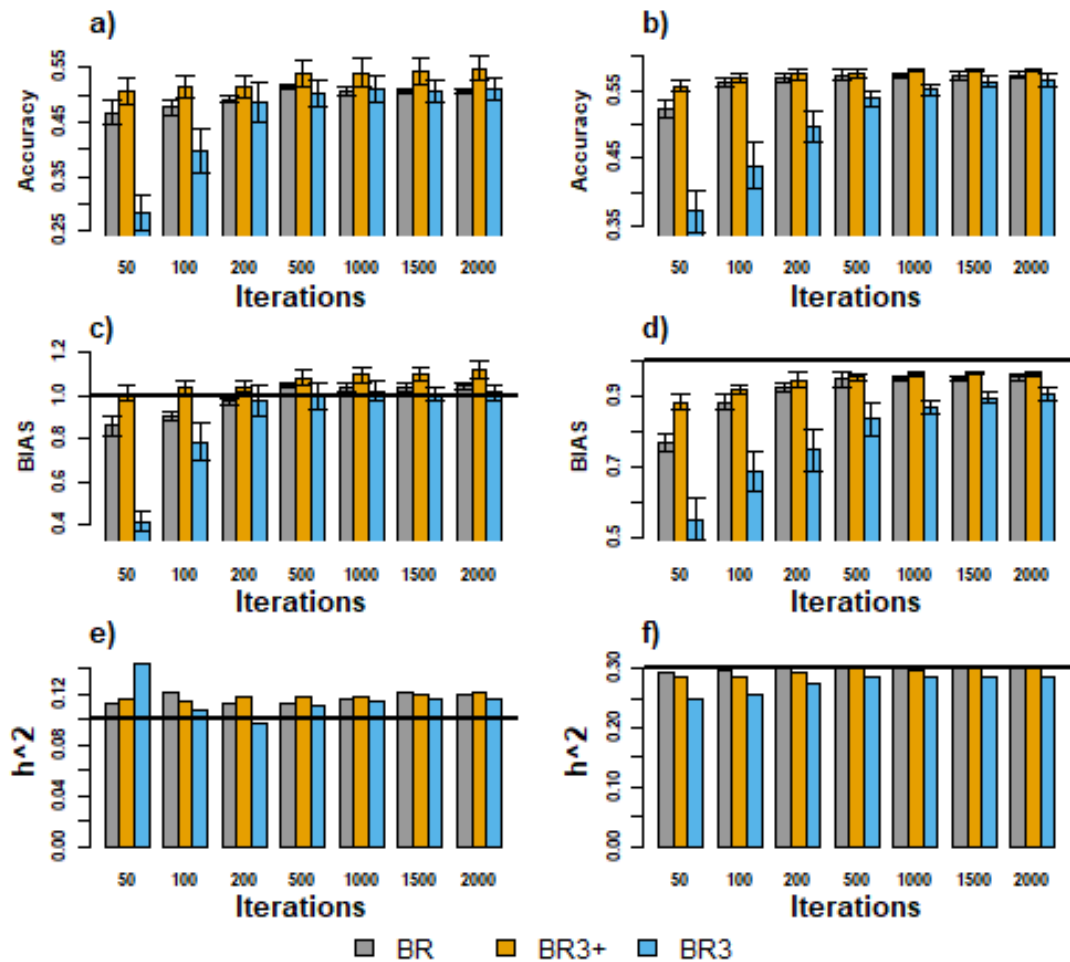 a) b)
Accuracy 0.25 0.35 0.45 0.55
50 100 200 500 1000 1500 2000
Iterations
Accuracy 0.35 0.45 0.55
50 100 200 500 1000 1500 2000
Iterations
c) d)
BIAS 0.4 0.6 0.8 1.0 1.2
50 100 200 500 1000 1500 2000
Iterations
BIAS 0.5 0.7 0.9
50 100 200 500 1000 1500 2000
Iterations
e) f)
h^2 0.00 0.04 0.08 0.12
50 100 200 500 1000 1500 2000
Iterations
h^2 0.00 0.10 0.20 0.30
50 100 200 500 1000 1500 2000
Iterations
BR BR3+ BR3